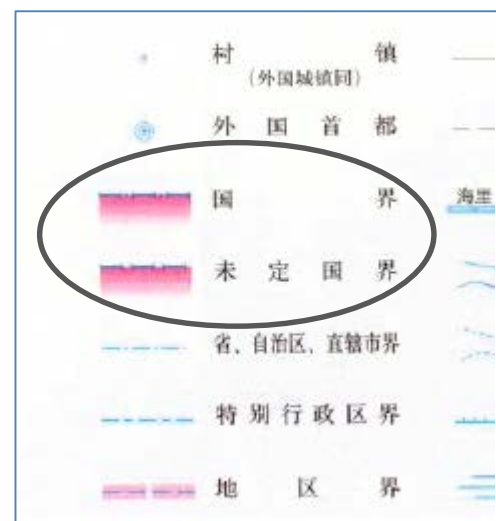 村镇
(外国城镇同)
外国首都
国界
海里
未定国界
省、自治区、直辖市界
特别行政区界
地区界